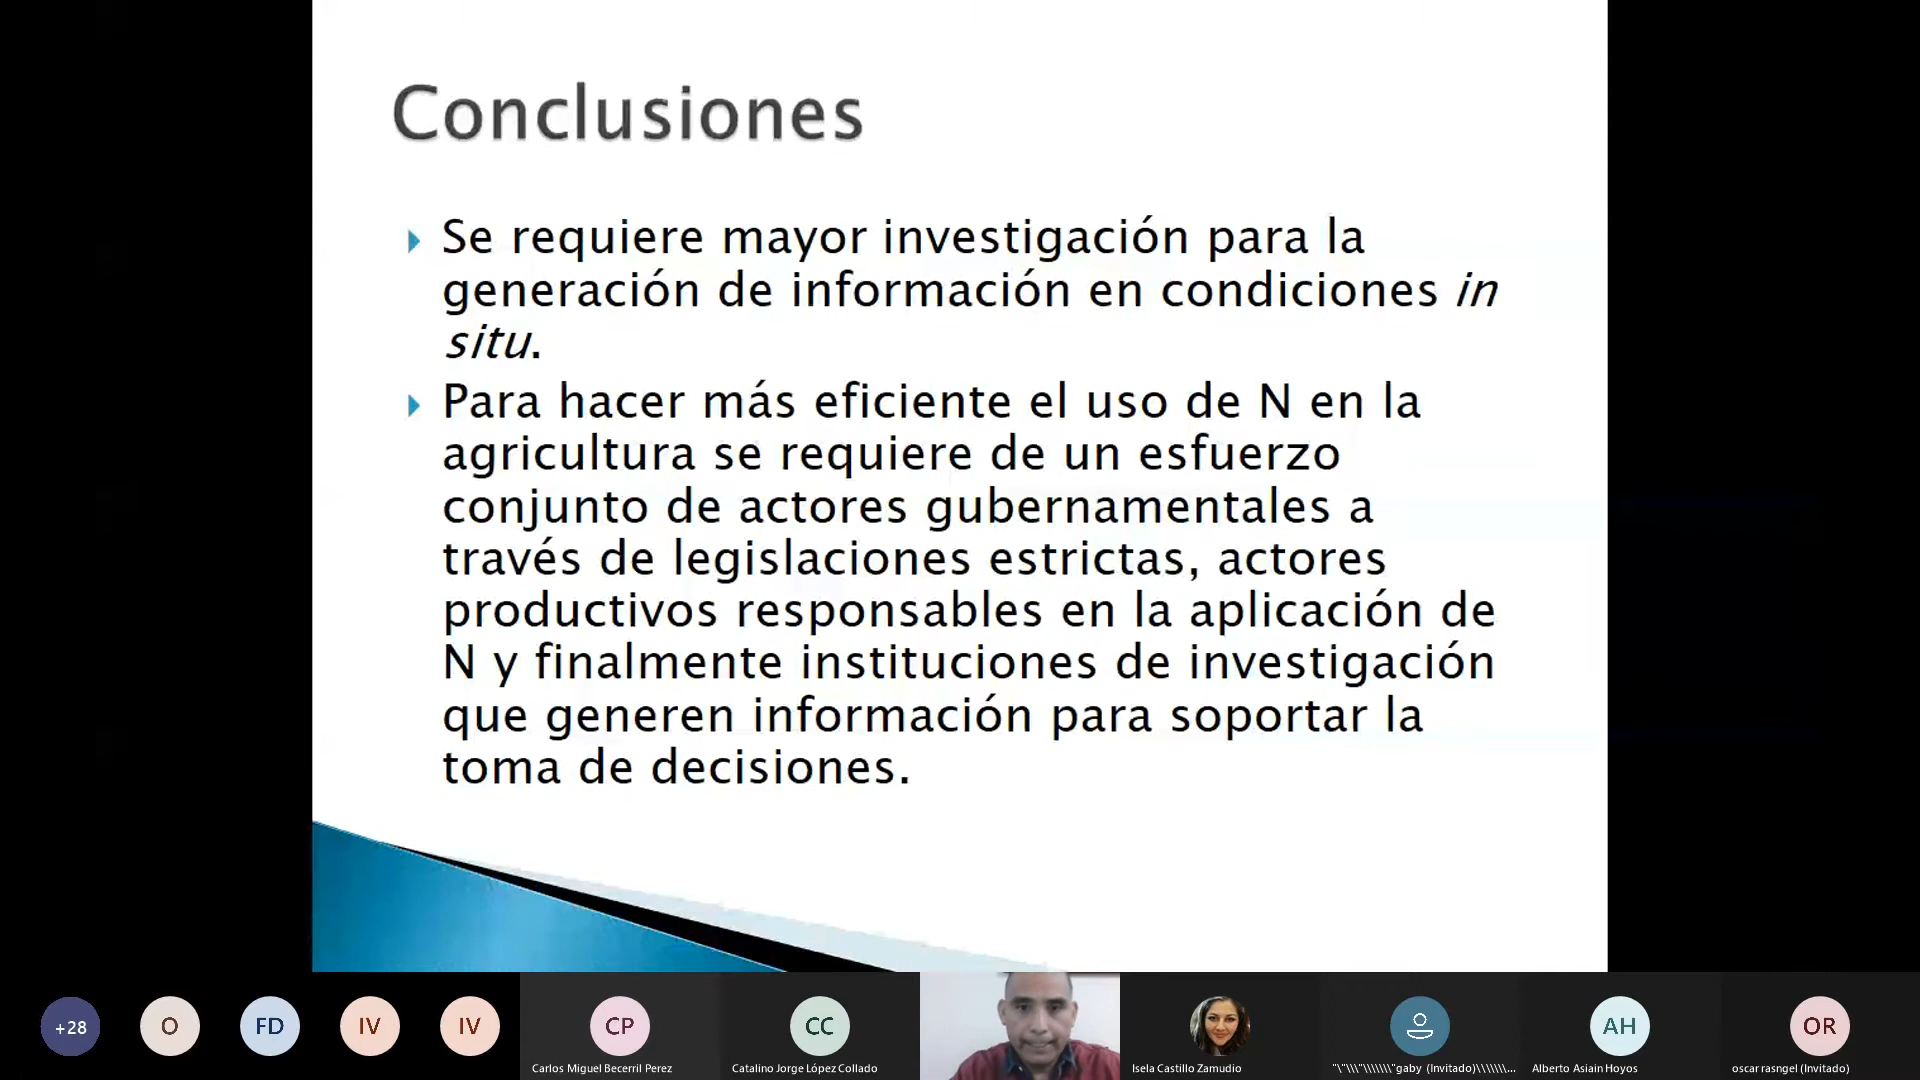 Conclusiones
Se requiere mayor investigación para la
generación de información en condiciones in
situ.
Para hacer más eficiente el uso de N en la
agricultura se requiere de un esfuerzo
conjunto de actores gubernamentales a
través de legislaciones estrictas, actores
productivos responsables en la aplicación de
N y finalmente instituciones de investigación
que generen información para soportar la
toma de decisiones.
+28
O
FD
IV
IV
CP
CC
AH
OR
Carlos Miguel Becerril Perez
Catalino Jorge López Collado
Isela Castillo Zamudio
"\"\\\"\\\\\\\"gaby (Invitado)\\\\\\\...
Alberto Asiain Hoyos
oscar rasngel (Invitado)